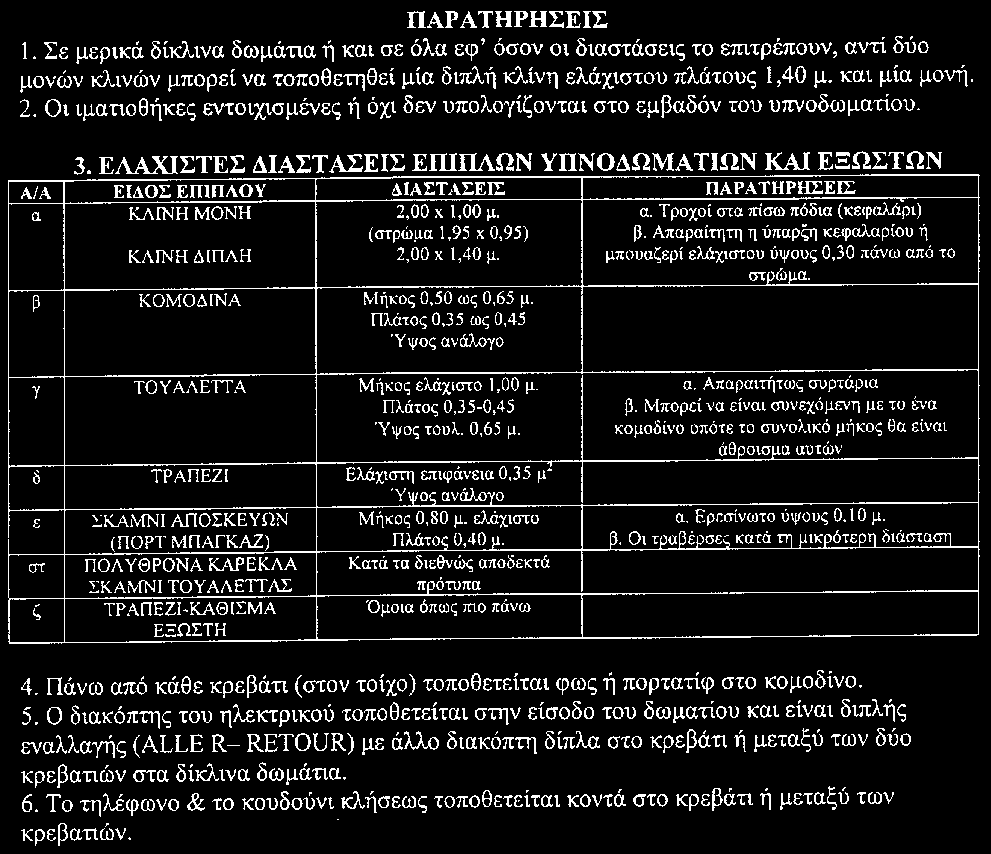 ΠΑΡΑΤΗΡΗΣΕΙΣ
1. Σε μερικά δίκλινα δωμάτια ή και σε όλα εφ’ όσον οι διαστάσεις το επιτρέπουν, αντί δύο
μονών κλινών μπορεί να τοποθετηθεί μία διπλή κλίνη ελάχιστου πλάτους 1,40 μ. και μία μονή.
2. Οι ιματιοθήκες εντοιχισμένες ή όχι δεν υπολογίζονται στο εμβαδόν του υπνοδωματίου.
3. ΕΛΑΧΙΣΤΕΣ ΔΙΑΣΤΑΣΕΙΣ ΕΠΙΠΛΩΝ ΥΠΝΟΔΩΜΑΤΙΩΝ ΚΑΙ ΕΞΩΣΤΩΝ
Α/Α ΕΙΔΟΣ ΕΠΙΠΛΟΥ ΔΙΑΣΤΑΣΕΙΣ ΠΑΡΑΤΗΡΗΣΕΙΣ
α ΚΛΙΝΗ ΜΟΝΗ 2,00 x 1,00 μ. α. Τροχοί στα πίσω πόδια (κεφαλάρι)
(στρώμα 1,95 x 0,95) β. Απαραίτητη η ύπαρξη κεφαλαρίου ή
ΚΛΙΝΗ ΔΙΠΛΗ 2,00 x 1,40 μ. μπουαζερί ελάχιστου ύψους 0,30 πάνω από το
στρώμα.
β ΚΟΜΟΔΙΝΑ Μήκος 0,50 ως 0,65 μ.
Πλάτος 0,35 ως 0,45
Ύψος ανάλογο
γ ΤΟΥΑΛΕΤΤΑ Μήκος ελάχιστο 1,00 μ. α. Απαραιτήτως συρτάρια
Πλάτος 0,35-0,45 β. Μπορεί να είναι συνεχόμενη με το ένα
Ύψος τουλ. 0,65 μ. κομοδίνο οπότε το συνολικό μήκος θα είναι
άθροισμα αυτών
δ ΤΡΑΠΕΖΙ Ελάχιστη επιφάνεια 0,35 μ²
Ύψος ανάλογο
ε ΣΚΑΜΝΙ ΑΠΟΣΚΕΥΩΝ Μήκος 0,80 μ. ελάχιστο α. Ερεσίνωτο ύψους 0,10 μ.
(ΠΟΡΤ ΜΠΑΓΚΑΖ) Πλάτος 0,40 μ. β. Οι τραβέρσες κατά τη μικρότερη διάσταση
στ ΠΟΛΥΘΡΟΝΑ ΚΑΡΕΚΛΑ Κατά τα διεθνώς αποδεκτά
ΣΚΑΜΝΙ ΤΟΥΑΛΕΤΤΑΣ πρότυπα
ζ ΤΡΑΠΕΖΙ-ΚΑΘΙΣΜΑ Όμοια όπως πιο πάνω
ΕΞΩΣΤΗ
4. Πάνω από κάθε κρεβάτι (στον τοίχο) τοποθετείται φως ή πορτατίφ στο κομοδίνο.
5. Ο διακόπτης του ηλεκτρικού τοποθετείται στην είσοδο του δωματίου και είναι διπλής
εναλλαγής (ALLE R– RETOUR) με άλλο διακόπτη δίπλα στο κρεβάτι ή μεταξύ των δύο
κρεβατιών στα δίκλινα δωμάτια.
6. Το τηλέφωνο & το κουδούνι κλήσεως τοποθετείται κοντά στο κρεβάτι ή μεταξύ των
κρεβατιών.